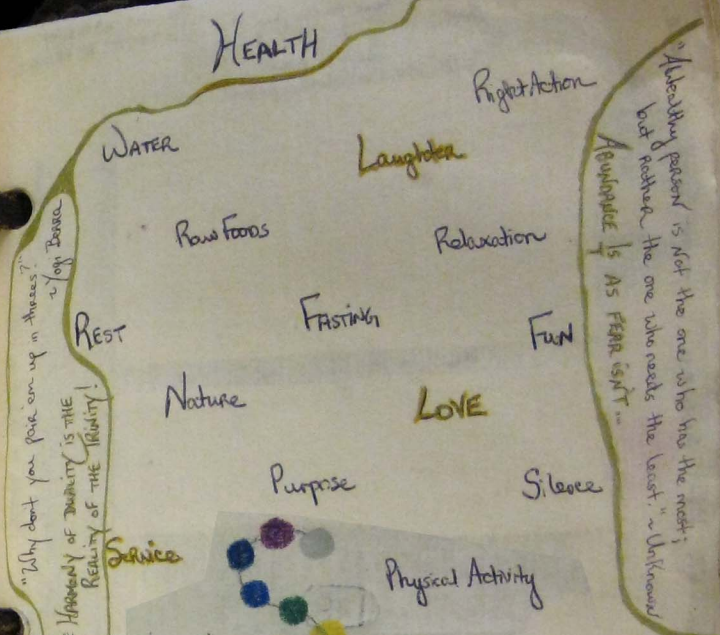 HEALTH
Right Action
WATER
Laughter
Raw Foods
Relaxation
FASTING
REST
FUN
Nature
LOVE
Purpose
Silence
Service
Physical Activity
"Why don't you pair 'em up in threes?"
~ Yogi Berra
HARMONY OF DUALITY IS THE
REALITY OF THE TRINITY!
"A wealthy person is not the one who has the most;
but rather the one who needs the least." ~ Unknown
ABUNDANCE IS AS FEAR ISN'T...